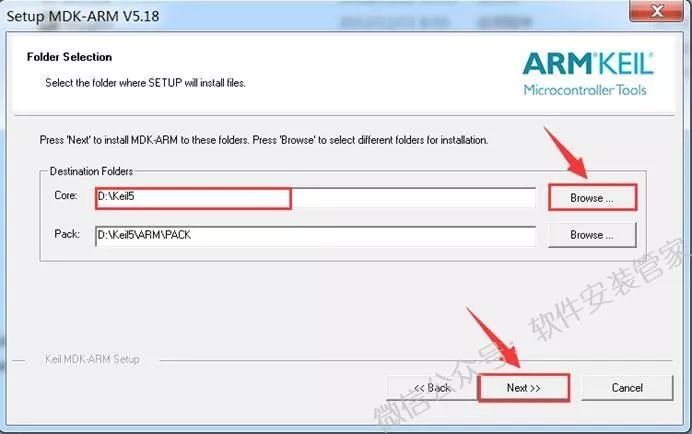 Setup MDK-ARM V5.18
Folder Selection
Select the folder where SETUP will install files.
ARM®KEIL®
Microcontroller Tools
Press 'Next' to install MDK-ARM to these folders. Press 'Browse' to select different folders for installation.
Destination Folders
Core: D:\Keil5 Browse ...
Pack: D:\Keil5\ARM\PACK Browse ...
Keil MDK-ARM Setup
<< Back Next >> Cancel
微信公众号：软件安装管家